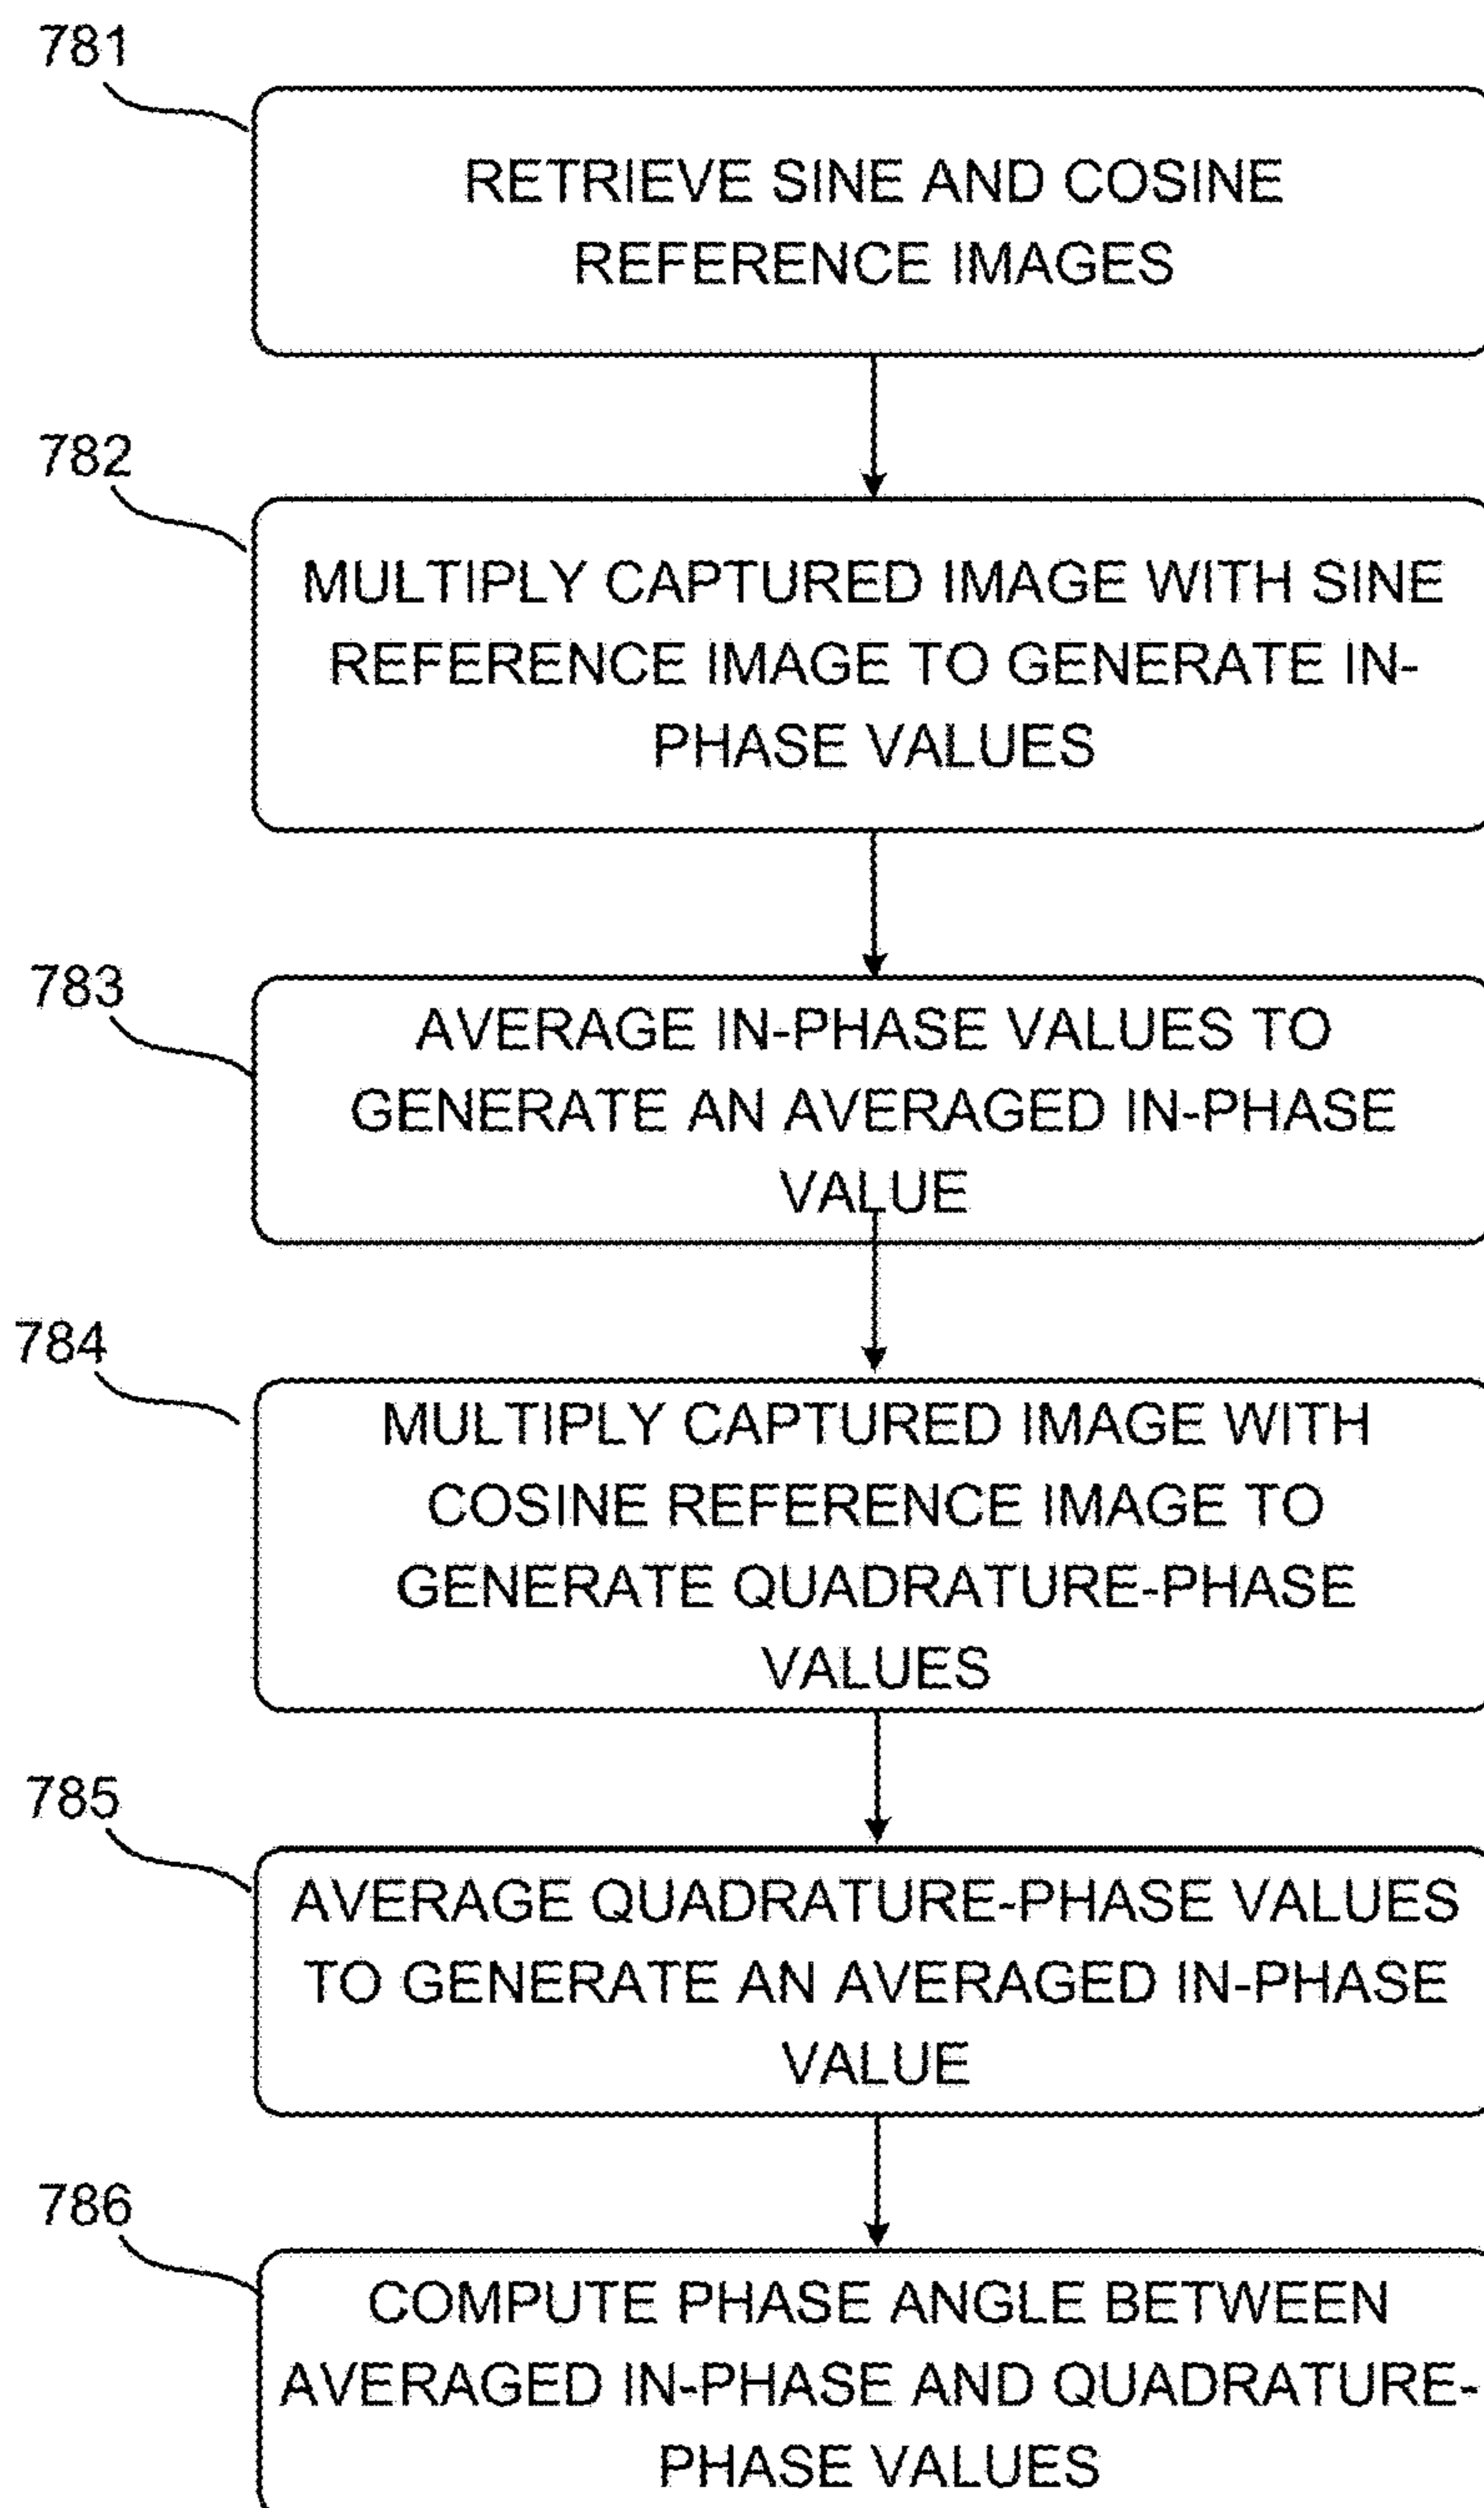 781
RETRIEVE SINE AND COSINE
REFERENCE IMAGES
782
MULTIPLY CAPTURED IMAGE WITH SINE
REFERENCE IMAGE TO GENERATE IN-
PHASE VALUES
783
AVERAGE IN-PHASE VALUES TO
GENERATE AN AVERAGED IN-PHASE
VALUE
784
MULTIPLY CAPTURED IMAGE WITH
COSINE REFERENCE IMAGE TO
GENERATE QUADRATURE-PHASE
VALUES
785
AVERAGE QUADRATURE-PHASE VALUES
TO GENERATE AN AVERAGED IN-PHASE
VALUE
786
COMPUTE PHASE ANGLE BETWEEN
AVERAGED IN-PHASE AND QUADRATURE-
PHASE VALUES